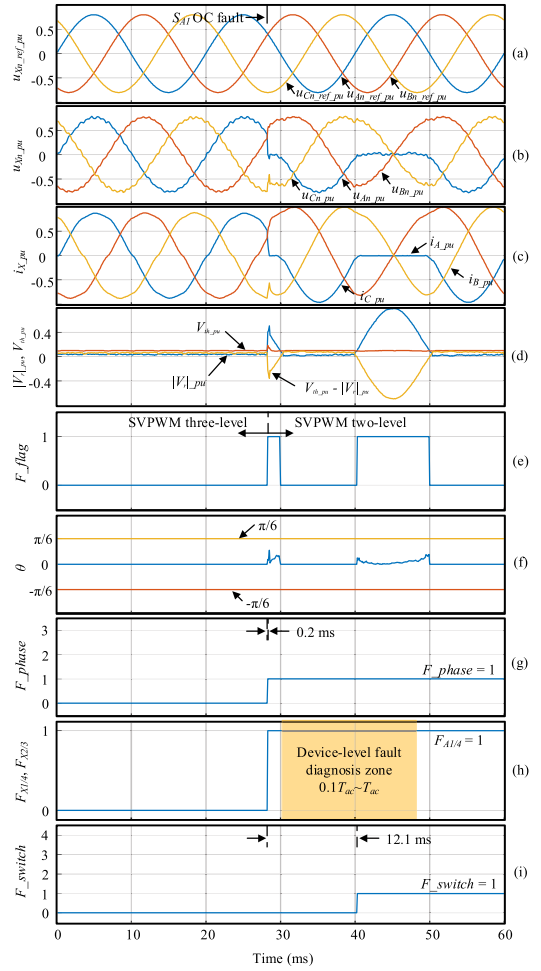 S_A1 OC fault
u_Xn_ref_pu
0.5
0
-0.5
u_Cn_ref_pu
u_An_ref_pu
u_Bn_ref_pu
(a)
u_Xn_pu
0.5
0
-0.5
u_Cn_pu
u_An_pu
u_Bn_pu
(b)
i_X_pu
0.5
0
-0.5
i_A_pu
i_B_pu
i_C_pu
(c)
|V_r|_pu, V_th_pu
0.4
0
-0.4
V_th_pu
|V_r|_pu
V_th_pu - |V_r|_pu
(d)
SVPWM three-level
SVPWM two-level
F_flag
1
0
(e)
θ
π/6
0
-π/6
π/6
-π/6
(f)
F_phase
3
2
1
0
0.2 ms
F_phase = 1
(g)
F_X1/4, F_X2/3
1
0
F_A1/4 = 1
Device-level fault
diagnosis zone
0.1T_ac~T_ac
(h)
F_switch
4
3
2
1
0
12.1 ms
F_switch = 1
(i)
0
10
20
30
40
50
60
Time (ms)